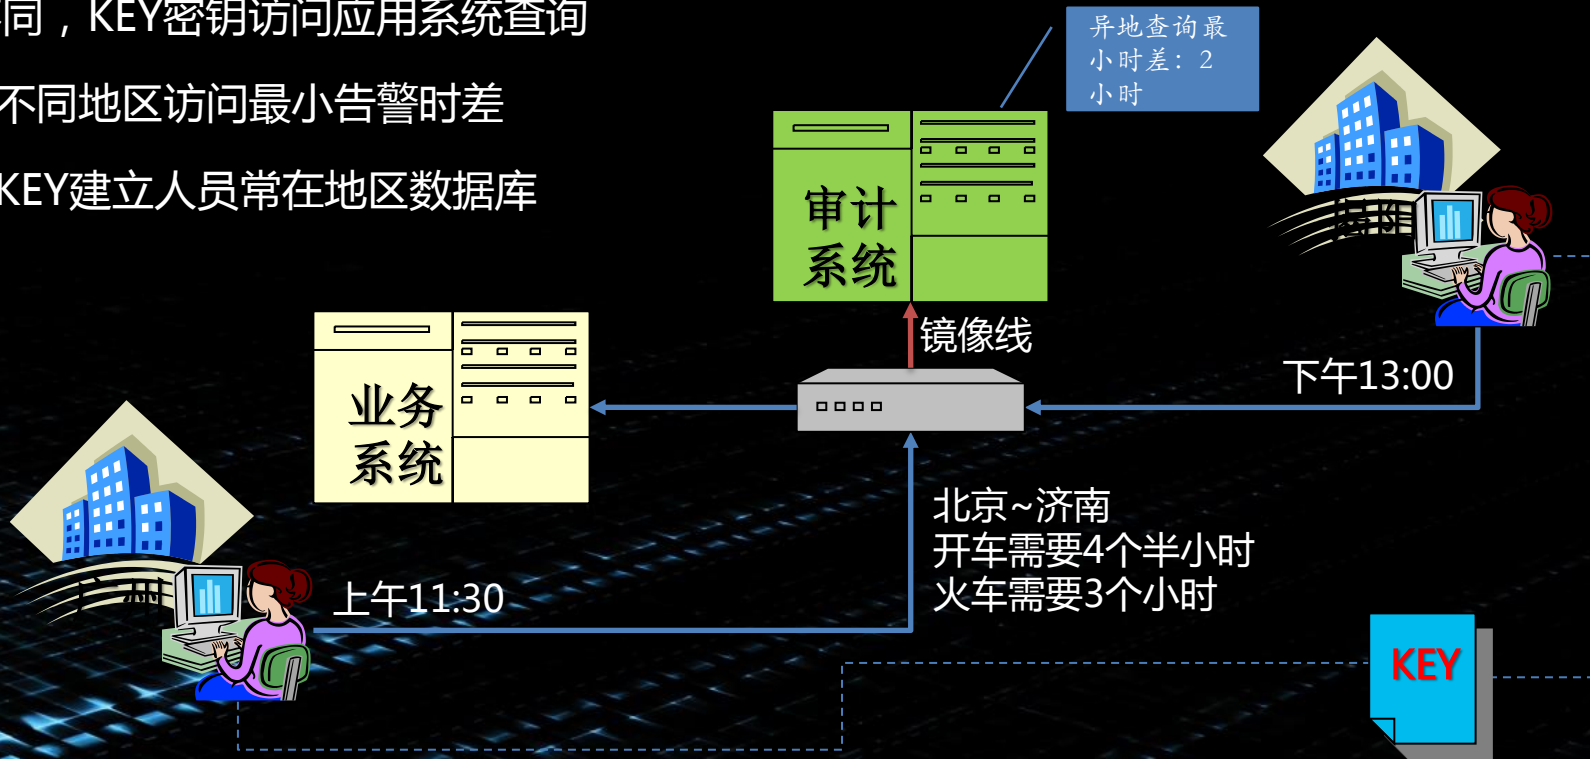 同，KEY密钥访问应用系统查询
不同地区访问最小告警时差
KEY建立人员常在地区数据库
异地查询最
小时差：2
小时
审计
系统
镜像线
下午13:00
业务
系统
北京~济南
开车需要4个半小时
火车需要3个小时
上午11:30
KEY